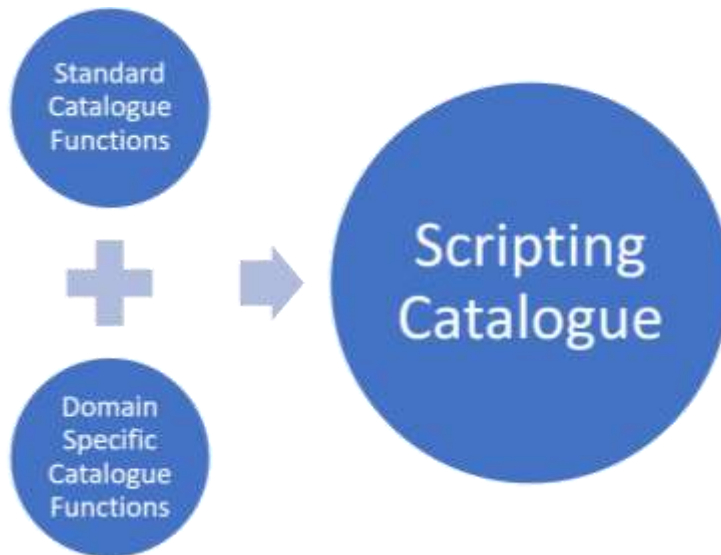 Standard
Catalogue
Functions
Scripting
Catalogue
Domain
Specific
Catalogue
Functions